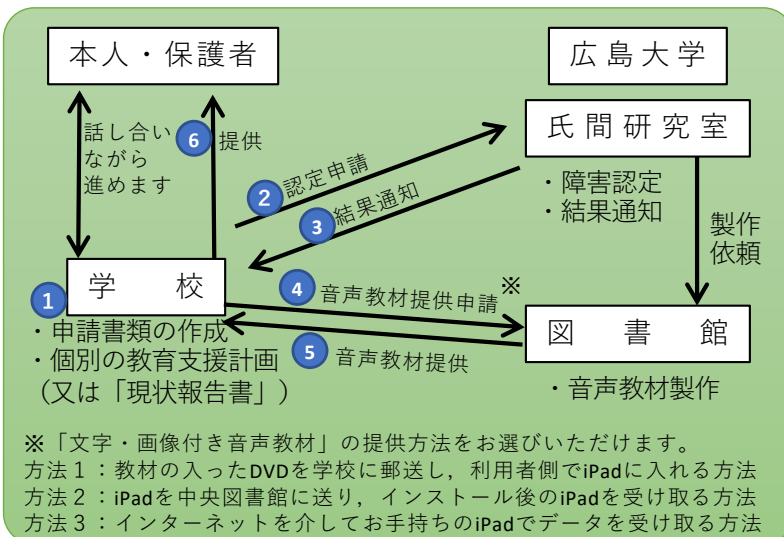 本人・保護者
広島大学
氏間研究室
・障害認定
・結果通知
話し合い
ながら
進めます
6 提供
2 認定申請
3 結果通知
製作
依頼
1 学校
・申請書類の作成
・個別の教育支援計画
（又は「現状報告書」）
4 音声教材提供申請※
5 音声教材提供
図書館
・音声教材製作
※「文字・画像付き音声教材」の提供方法をお選びいただけます。
方法１：教材の入ったDVDを学校に郵送し，利用者側でiPadに入れる方法
方法２：iPadを中央図書館に送り，インストール後のiPadを受け取る方法
方法３：インターネットを介してお手持ちのiPadでデータを受け取る方法